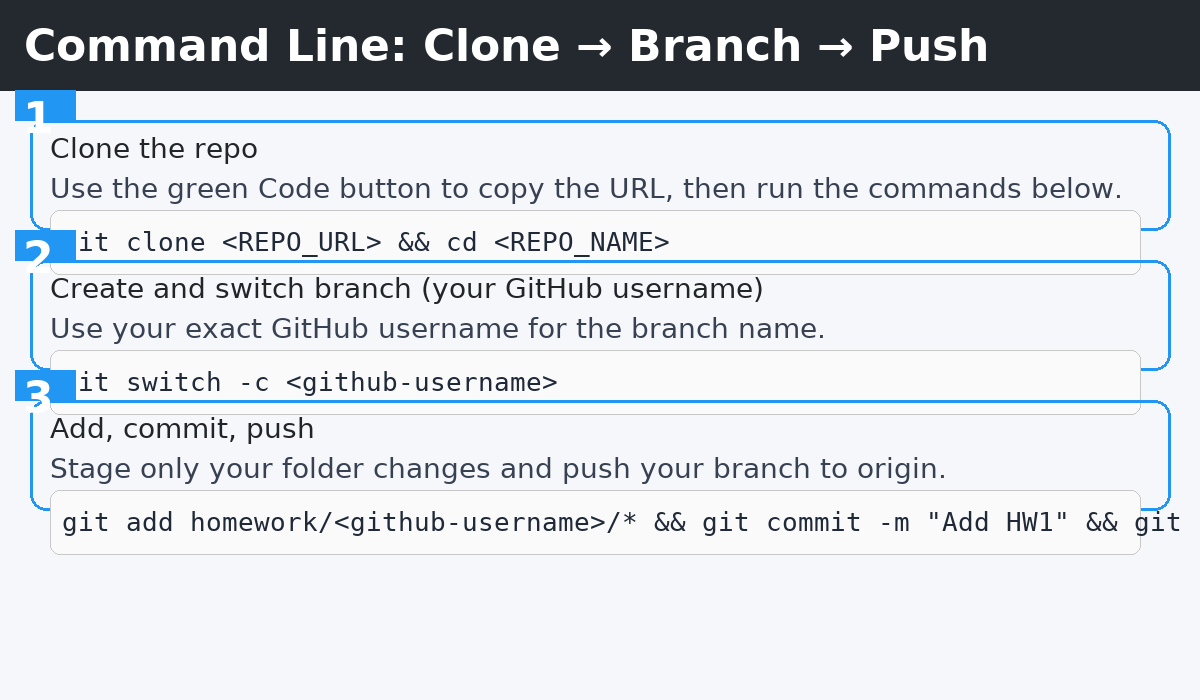 Command Line: Clone → Branch → Push
1
Clone the repo
Use the green Code button to copy the URL, then run the commands below.
it clone <REPO_URL> && cd <REPO_NAME>
2
Create and switch branch (your GitHub username)
Use your exact GitHub username for the branch name.
it switch -c <github-username>
3
Add, commit, push
Stage only your folder changes and push your branch to origin.
git add homework/<github-username>/* && git commit -m "Add HW1" && git